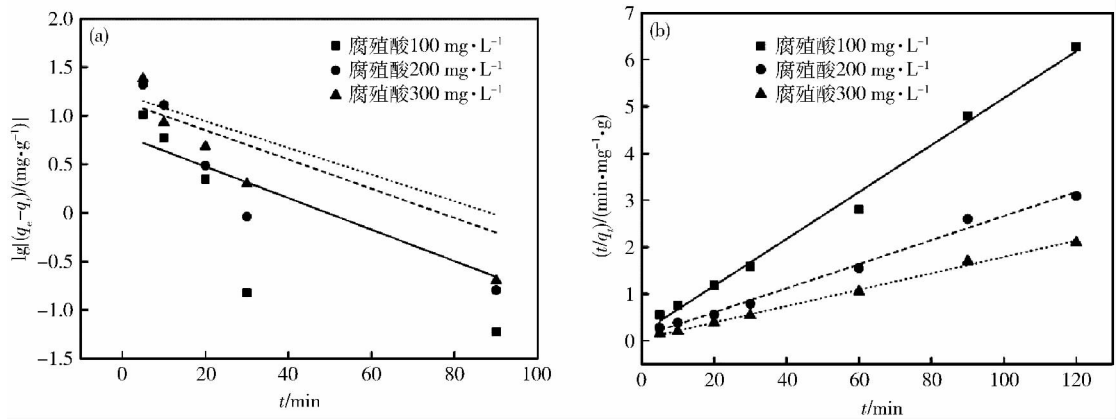 (a)
腐殖酸100 mg·L⁻¹
腐殖酸200 mg·L⁻¹
腐殖酸300 mg·L⁻¹
lg|(qₑ−qₜ)/(mg·g⁻¹)|
2.0
1.5
1.0
0.5
0
−0.5
−1.0
−1.5
0 20 40 60 80 100
t/min
(b)
腐殖酸100 mg·L⁻¹
腐殖酸200 mg·L⁻¹
腐殖酸300 mg·L⁻¹
(t/qₜ)/(min·mg⁻¹·g)
7
6
5
4
3
2
1
0
0 20 40 60 80 100 120
t/min